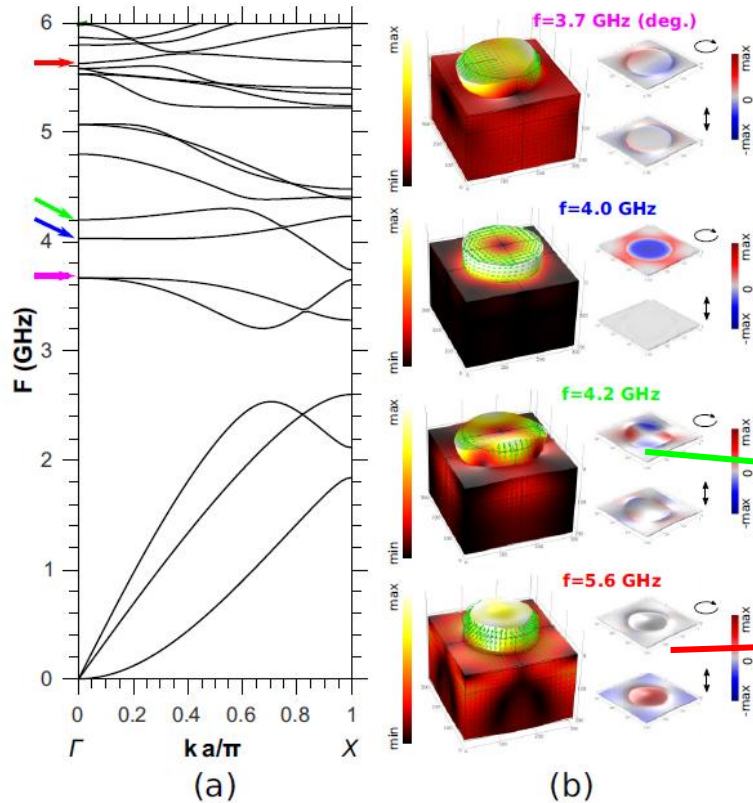 6
5
4
3
2
1
0
F (GHz)
0 0.2 0.4 0.6 0.8 1
Γ k a/π X
(a)
f=3.7 GHz (deg.)
max
min
max
0
-max
f=4.0 GHz
max
min
max
0
-max
f=4.2 GHz
max
min
max
0
-max
f=5.6 GHz
max
min
max
0
-max
(b)